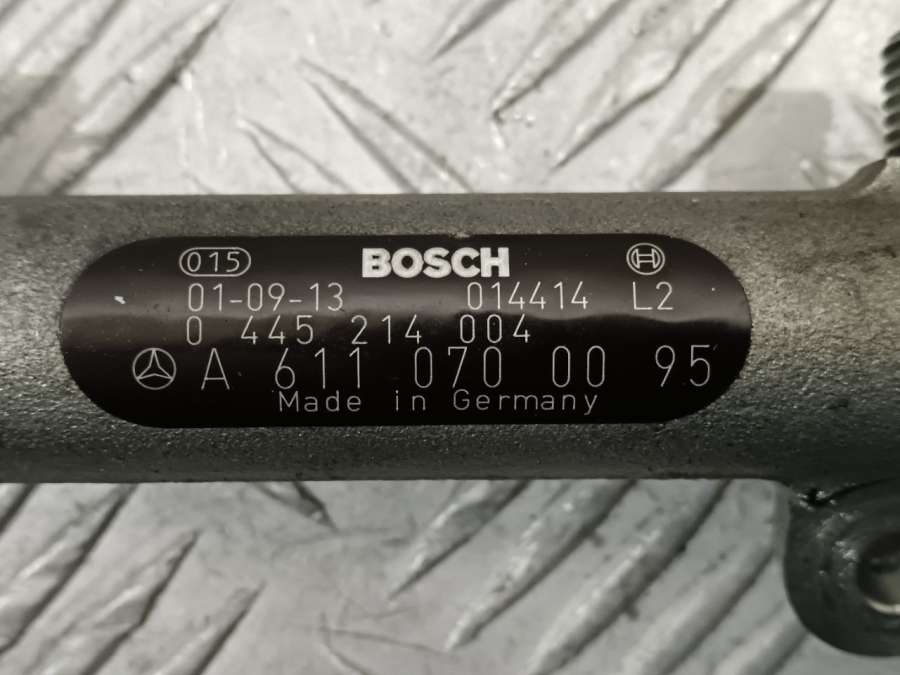 015 BOSCH
01-09-13 014414 L2
0 445 214 004
A 611 070 00 95
Made in Germany